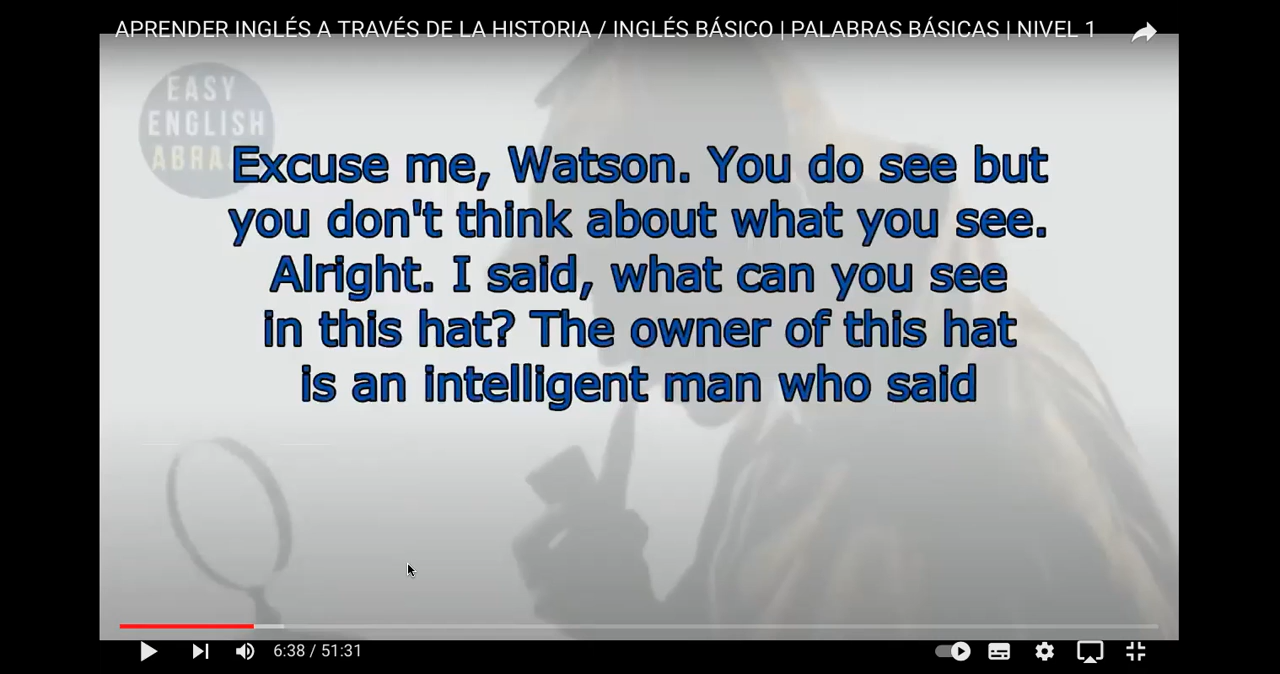 APRENDER INGLÉS A TRAVÉS DE LA HISTORIA / INGLÉS BÁSICO | PALABRAS BÁSICAS | NIVEL 1
EASY
ENGLISH
ABRA
Excuse me, Watson. You do see but
you don't think about what you see.
Alright. I said, what can you see
in this hat? The owner of this hat
is an intelligent man who said
6:38 / 51:31